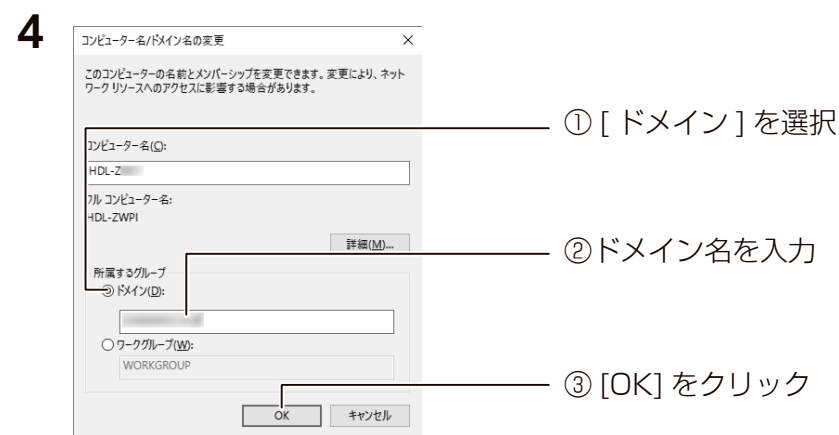 4
コンピューター名/ドメイン名の変更
このコンピューターの名前とメンバーシップを変更できます。変更により、ネット
ワーク リソースへのアクセスに影響する場合があります。
① [ ドメイン ] を選択
コンピューター名(C):
HDL-Z
フル コンピューター名:
HDL-ZWPI
詳細(M)...
②ドメイン名を入力
所属するグループ
ドメイン(D):
ワークグループ(W):
WORKGROUP
③ [OK] をクリック
OK
キャンセル